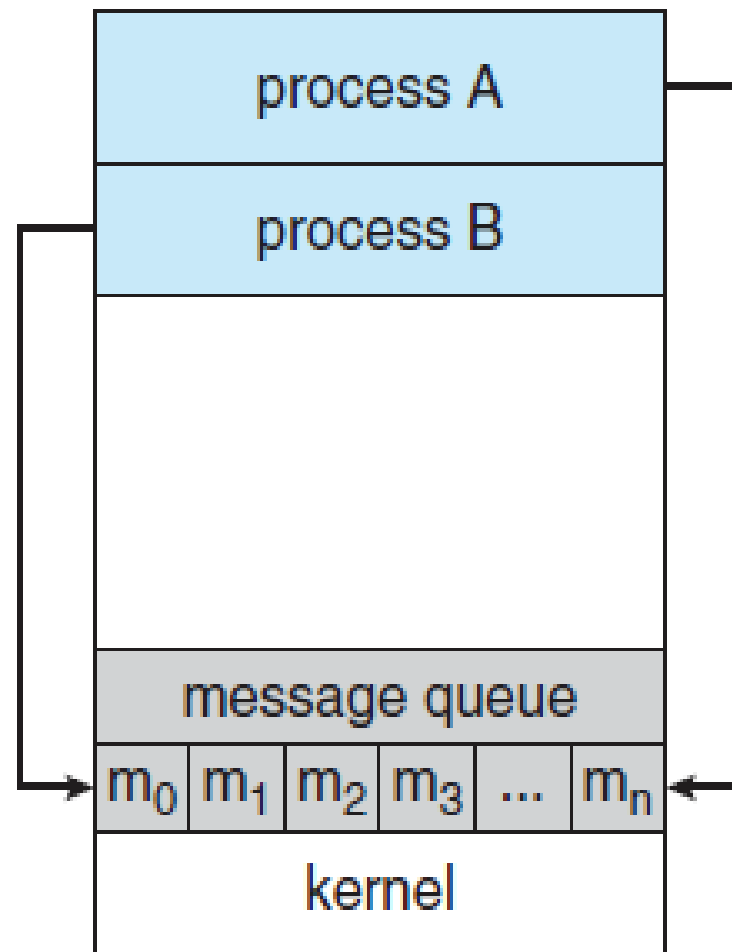 process A
process B
message queue
m₀ m₁ m₂ m₃ ... mₙ
kernel